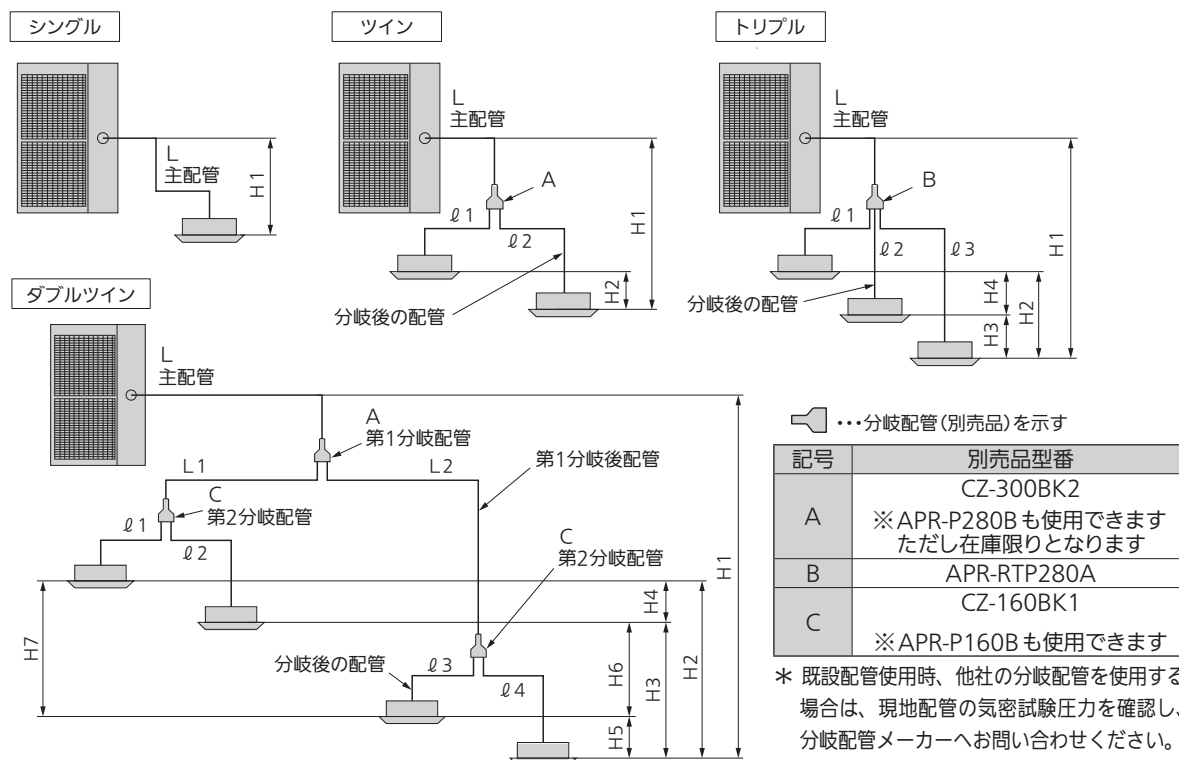 シングル
L
主配管
H1
ツイン
L
主配管
A
ℓ1
ℓ2
H2
H1
分岐後の配管
トリプル
L
主配管
B
ℓ1
ℓ2
ℓ3
H4
H3
H2
H1
分岐後の配管
ダブルツイン
L
主配管
A
第1分岐配管
L1
L2
第1分岐後配管
C
第2分岐配管
ℓ1
ℓ2
C
第2分岐配管
H7
分岐後の配管
ℓ3
ℓ4
H4
H6
H5
H3
H2
H1
…分岐配管(別売品)を示す
記号 別売品型番
A CZ-300BK2
※APR-P280Bも使用できます
ただし在庫限りとなります
B APR-RTP280A
C CZ-160BK1
※APR-P160Bも使用できます
＊ 既設配管使用時、他社の分岐配管を使用する
場合は、現地配管の気密試験圧力を確認し、
分岐配管メーカーへお問い合わせください。